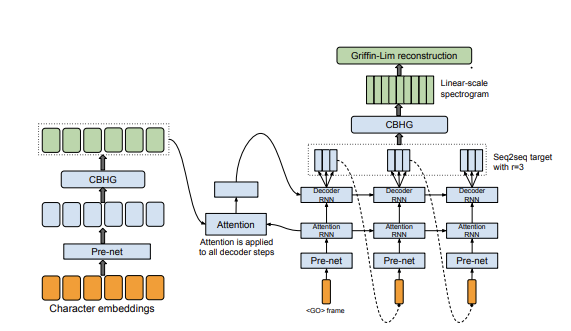 Griffin-Lim reconstruction
Linear-scale
spectrogram
CBHG
Seq2seq target
with r=3
CBHG
Decoder
RNN
Decoder
RNN
Decoder
RNN
Attention
Attention is applied
to all decoder steps
Attention
RNN
Attention
RNN
Attention
RNN
Pre-net
Pre-net
Pre-net
Pre-net
Character embeddings
<GO> frame